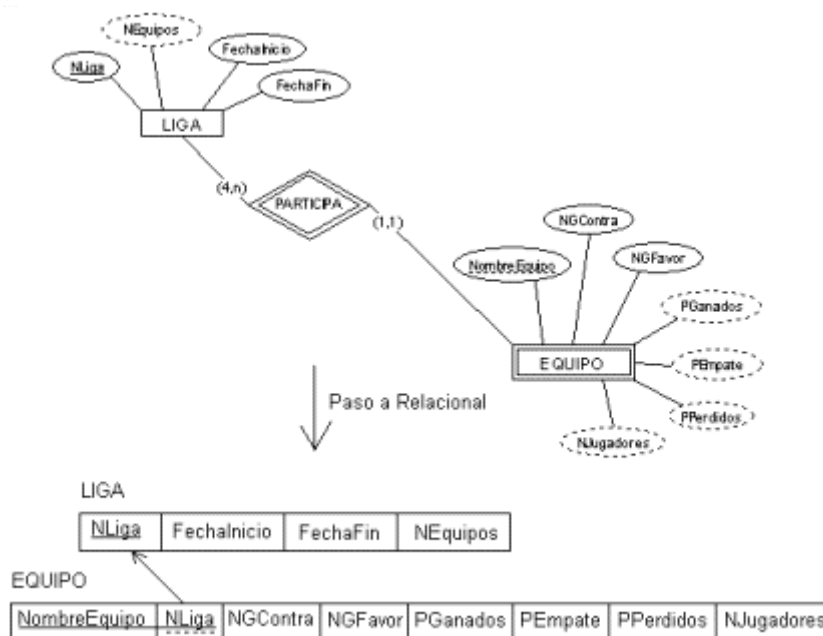 NEquipos
FechaInicio
NLiga
FechaFin
LIGA
(4,n)
PARTICIPA
(1,1)
NGContra
NombreEquipo
NGFavor
PGanados
EQUIPO
PEmpate
PPerdidos
NJugadores
Paso a Relacional
LIGA
NLiga FechaInicio FechaFin NEquipos
EQUIPO
NombreEquipo NLiga NGContra NGFavor PGanados PEmpate PPerdidos NJugadores